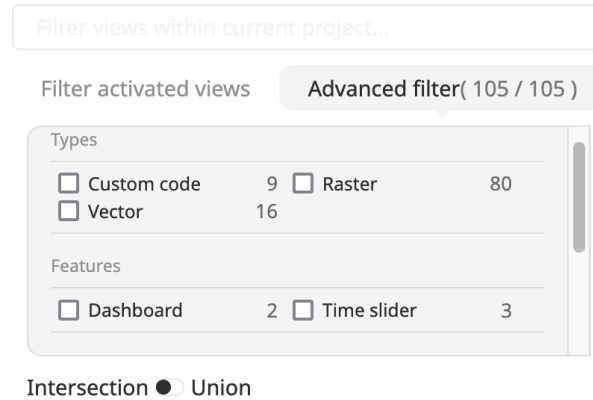 Filter views within current project...
Filter activated views Advanced filter( 105 / 105 )
Types
Custom code 9 Raster 80
Vector 16
Features
Dashboard 2 Time slider 3
Intersection Union